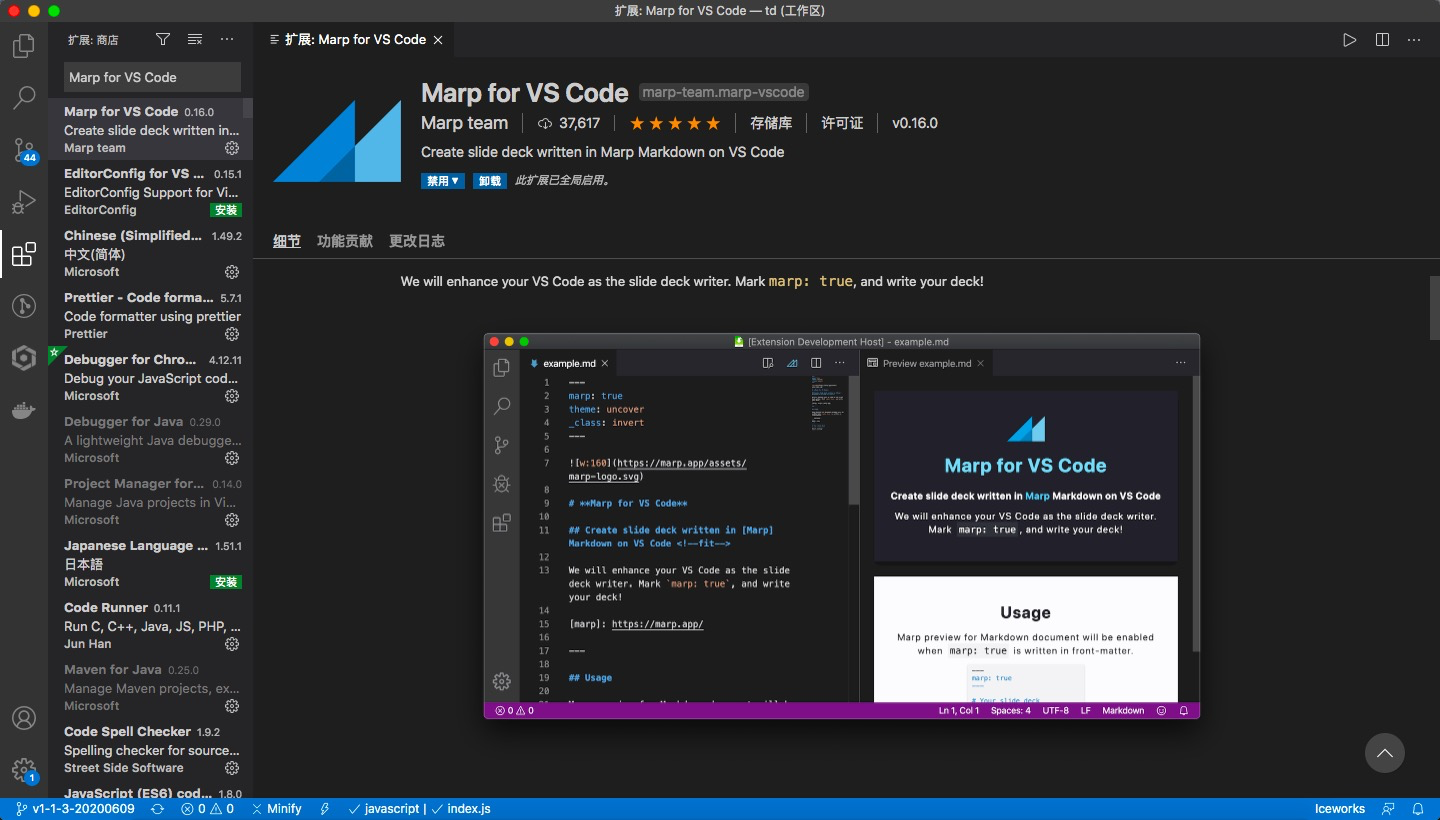 扩展: Marp for VS Code — td (工作区)
扩展: 商店
Marp for VS Code
Marp for VS Code 0.16.0
Create slide deck written in...
Marp team
EditorConfig for VS ... 0.15.1
EditorConfig Support for Vi...
EditorConfig 安装
Chinese (Simplified... 1.49.2
中文(简体)
Microsoft
Prettier - Code forma... 5.7.1
Code formatter using prettier
Prettier
Debugger for Chro... 4.12.11
Debug your JavaScript cod...
Microsoft
Debugger for Java 0.29.0
A lightweight Java debugge...
Microsoft
Project Manager for... 0.14.0
Manage Java projects in Vi...
Microsoft
Japanese Language ... 1.51.1
日本語
Microsoft 安装
Code Runner 0.11.1
Run C, C++, Java, JS, PHP, ...
Jun Han
Maven for Java 0.25.0
Manage Maven projects, ex...
Microsoft
Code Spell Checker 1.9.2
Spelling checker for source...
Street Side Software
JavaScript (ES6) cod... 1.8.0
44
1
扩展: Marp for VS Code
Marp for VS Code marp-team.marp-vscode
Marp team 37,617 存储库 许可证 v0.16.0
Create slide deck written in Marp Markdown on VS Code
禁用 卸载 此扩展已全局启用。
细节 功能贡献 更改日志
We will enhance your VS Code as the slide deck writer. Mark marp: true, and write your deck!
[Extension Development Host] - example.md
example.md
1 ---
2 marp: true
3 theme: uncover
4 _class: invert
5 ---
6
7 ![w:160](https://marp.app/assets/
marp-logo.svg)
8
9 # **Marp for VS Code**
10
11 ## Create slide deck written in [Marp]
Markdown on VS Code <!--fit-->
12
13 We will enhance your VS Code as the slide
deck writer. Mark `marp: true`, and write
your deck!
14
15 [marp]: https://marp.app/
16
17 ---
18
19 ## Usage
20
Preview example.md
Marp for VS Code
Create slide deck written in Marp Markdown on VS Code
We will enhance your VS Code as the slide deck writer.
Mark marp: true , and write your deck!
Usage
Marp preview for Markdown document will be enabled
when marp: true is written in front-matter.
---
marp: true
---
# Your slide deck
0 0 Ln 1, Col 1 Spaces: 4 UTF-8 LF Markdown
v1-1-3-20200609 0 0 Minify javascript | index.js Iceworks